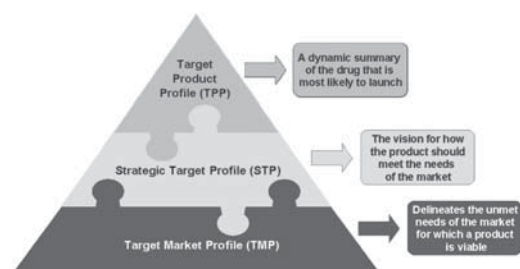 Target
Product
Profile (TPP)
A dynamic summary
of the drug that is
most likely to launch
Strategic Target Profile (STP)
The vision for how
the product should
meet the needs
of the market
Target Market Profile (TMP)
Delineates the unmet
needs of the market
for which a product
is viable